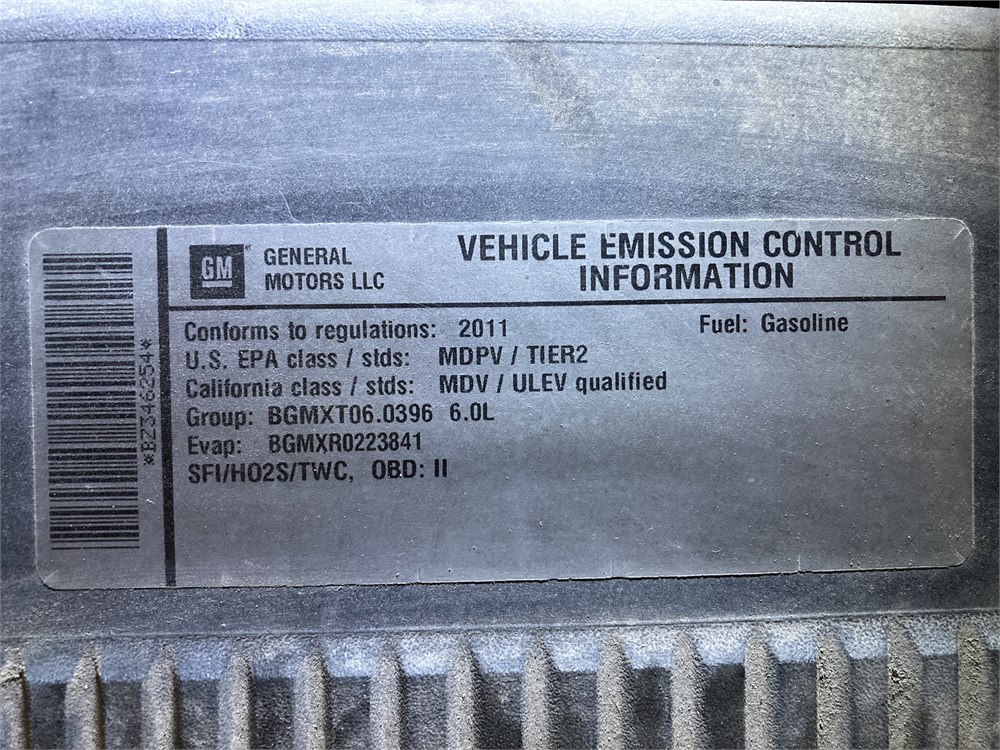 GM GENERAL MOTORS LLC
VEHICLE EMISSION CONTROL
INFORMATION
Conforms to regulations: 2011
Fuel: Gasoline
U.S. EPA class / stds: MDPV / TIER2
California class / stds: MDV / ULEV qualified
Group: BGMXT06.0396 6.0L
Evap: BGMXR0223841
SFI/HO2S/TWC, OBD: II
*BZ346254*